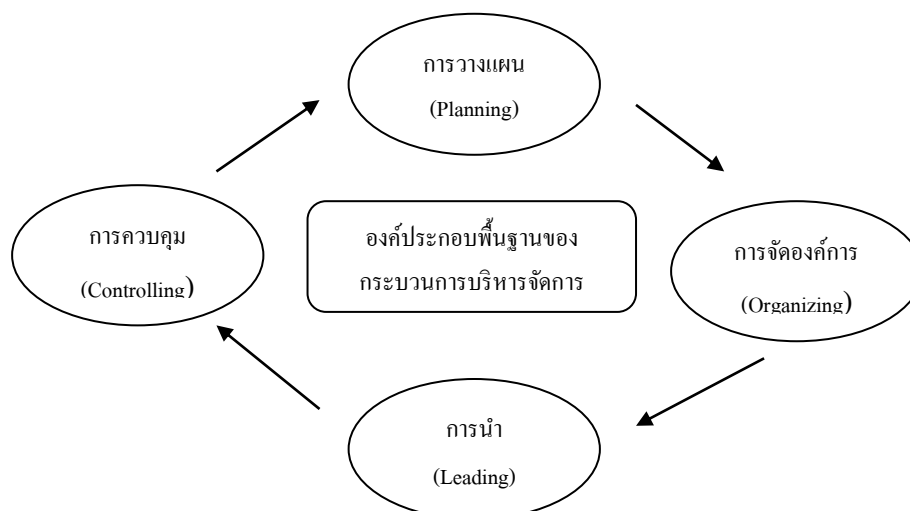 การวางแผน
(Planning)
การควบคุม
(Controlling)
องค์ประกอบพื้นฐานของ
กระบวนการบริหารจัดการ
การจัดองค์การ
(Organizing)
การนำ
(Leading)